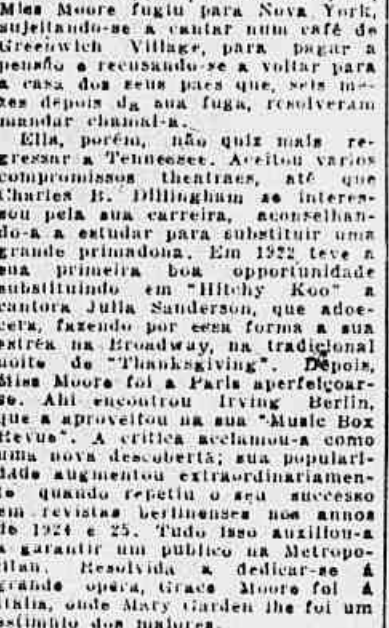 Miss Moore fugiu para Nova York,
sujeitando-se a cantar num café de
Greenwich Village, para pagar a
pensão e recusando-se a voltar para
a casa dos seus paes que, seis me-
zes depois da sua fuga, resolveram
mandar chamal-a.
Ella, porém, não quiz mais re-
gressar a Tennessee. Aceitou varios
compromissos theatraes, até que
Charles B. Dillingham se interes-
sou pela sua carreira, aconselhan-
do-a a estudar para substituir uma
grande primadona. Em 1922 teve a
sua primeira boa opportunidade
substituindo em "Hitchy Koo" a
cantora Julia Sanderson, que adoe-
cera, fazendo por essa forma a sua
estréa na Broadway, na tradicional
noite de "Thanksgiving". Depois,
Miss Moore foi a Paris aperfeiçoar-
se. Ahi encontrou Irving Berlin,
que a aproveitou na sua "Music Box
Revue". A critica acclamou-a como
uma nova descoberta; sua populari-
dade augmentou extraordinariamen-
te quando repetiu o seu successo
em revistas berlinenses nos annos
de 1924 e 25. Tudo isso auxiliou-a
a garantir um publico na Metropo-
litan. Resolvida a dedicar-se á
grande opera, Grace Moore foi á
Italia, onde Mary Garden lhe foi um
estimulo dos maiores.